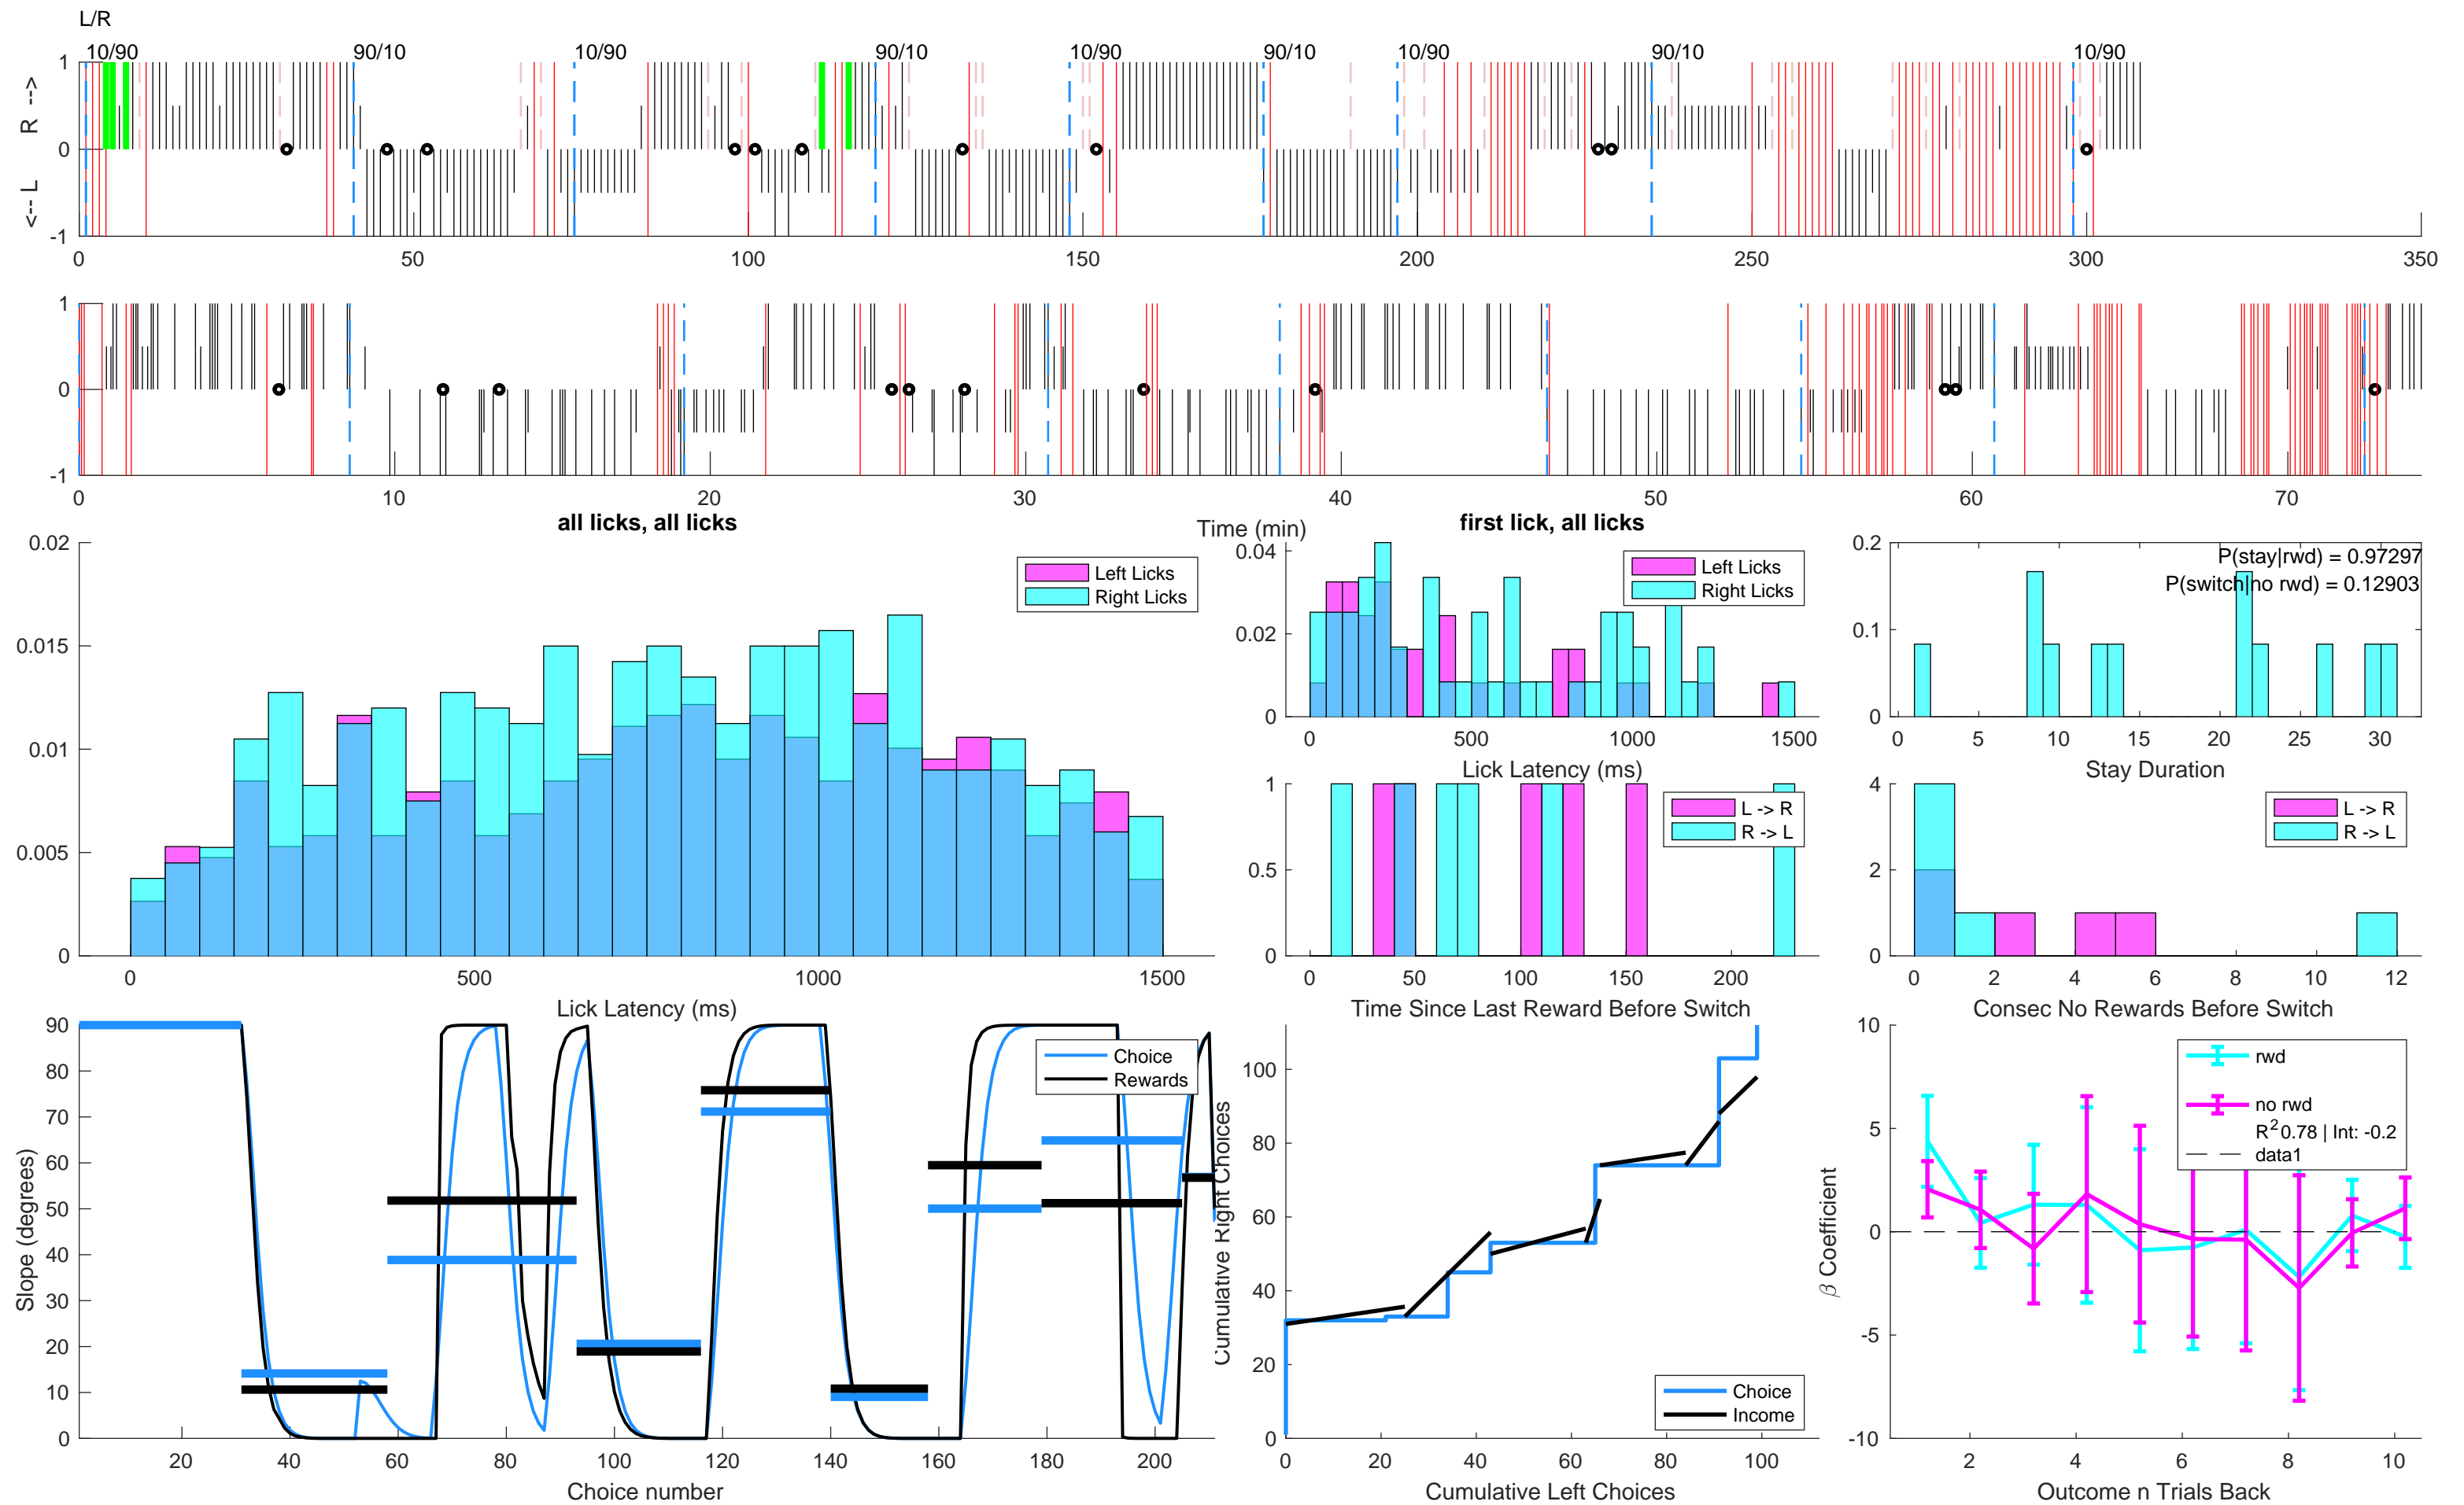 L/R
10/90 90/10 10/90 90/10 10/90 90/10 10/90 90/10 10/90
1
0
-1
<-- L R -->
0 50 100 150 200 250 300 350
1
0
-1
0 10 20 30 40 50 60 70
Time (min)
all licks, all licks
0.02
0.015
0.01
0.005
0
Left Licks
Right Licks
0 500 1000 1500
Lick Latency (ms)
first lick, all licks
0.04
0.02
0
Left Licks
Right Licks
0 500 1000 1500
Lick Latency (ms)
0.2
0.1
0
P(stay|rwd) = 0.97297
P(switch|no rwd) = 0.12903
0 5 10 15 20 25 30
Stay Duration
1
0.5
0
L -> R
R -> L
0 50 100 150 200
Time Since Last Reward Before Switch
4
2
0
L -> R
R -> L
0 2 4 6 8 10 12
Consec No Rewards Before Switch
90
80
70
60
50
40
30
20
10
0
Slope (degrees)
Choice
Rewards
20 40 60 80 100 120 140 160 180 200
Choice number
100
80
60
40
20
0
Cumulative Right Choices
Choice
Income
0 20 40 60 80 100
Cumulative Left Choices
10
5
0
-5
-10
β Coefficient
rwd
no rwd
R2 0.78 | Int: -0.2
data1
2 4 6 8 10
Outcome n Trials Back